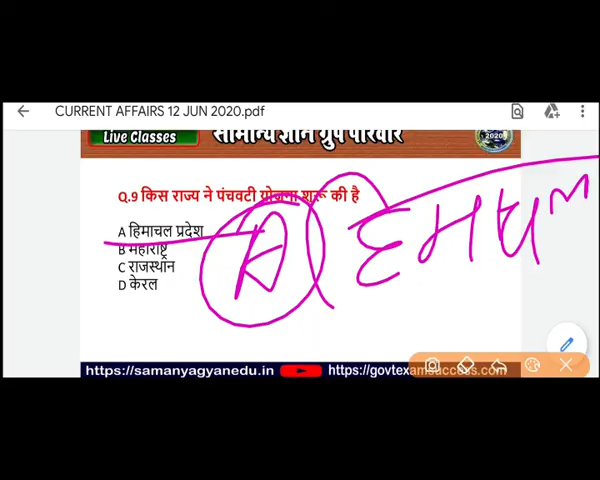 CURRENT AFFAIRS 12 JUN 2020.pdf
Live Classes
सामान्य ज्ञान ग्रुप परिवार
2020
Q.9 किस राज्य ने पंचवटी योजना शुरू की है
A हिमाचल प्रदेश
B महाराष्ट्र
C राजस्थान
D केरल
A
https://samanyagyanedu.in
https://govtexamsuccess.com/